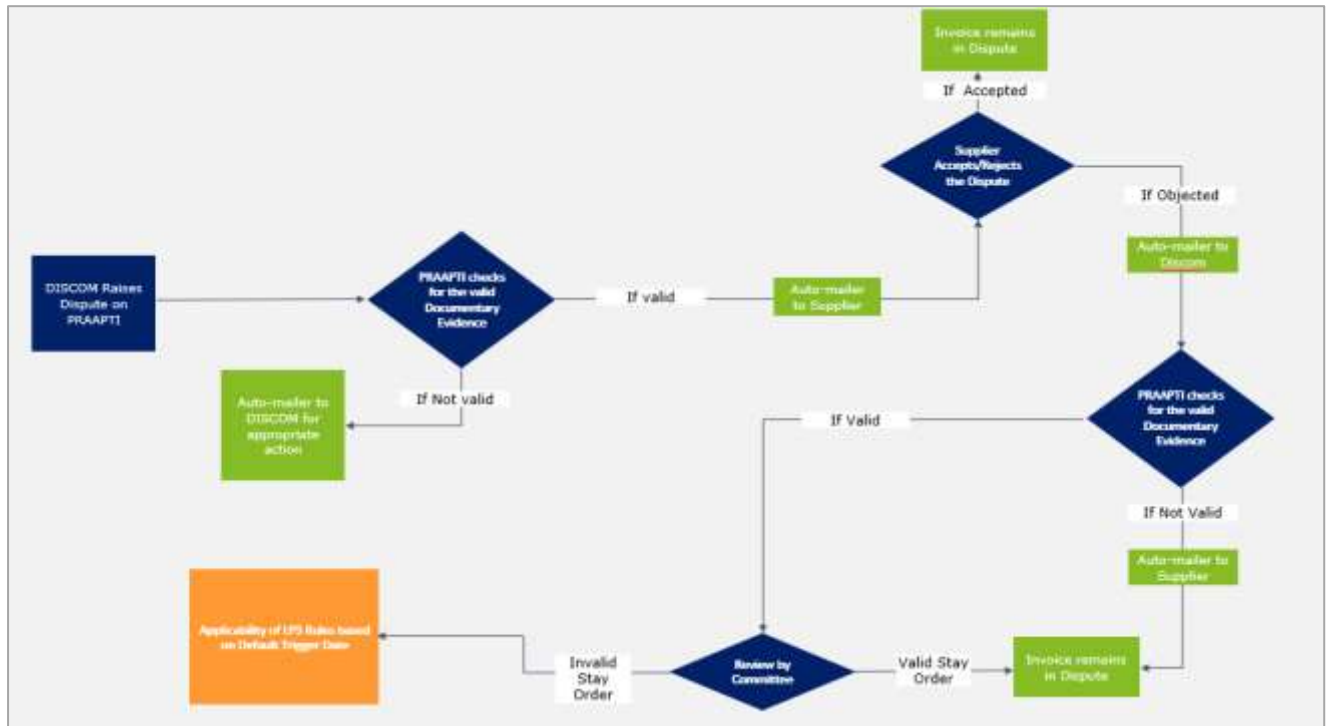 Invoice remains
in Dispute
If Accepted
Supplier
Accepts/Rejects
the Dispute
If Objected
Auto-mailer to
Discom
DISCOM Raises
Dispute on
PRAAPTI
PRAAPTI checks
for the valid
Documentary
Evidence
If valid
Auto-mailer
to Supplier
If Not valid
Auto-mailer to
DISCOM for
appropriate
action
PRAAPTI checks
for the valid
Documentary
Evidence
If Valid
If Not Valid
Auto-mailer to
Supplier
Applicability of LPS Rules based
on Default Trigger Date
Invalid
Stay
Order
Review by
Committee
Valid Stay
Order
Invoice remains
in Dispute